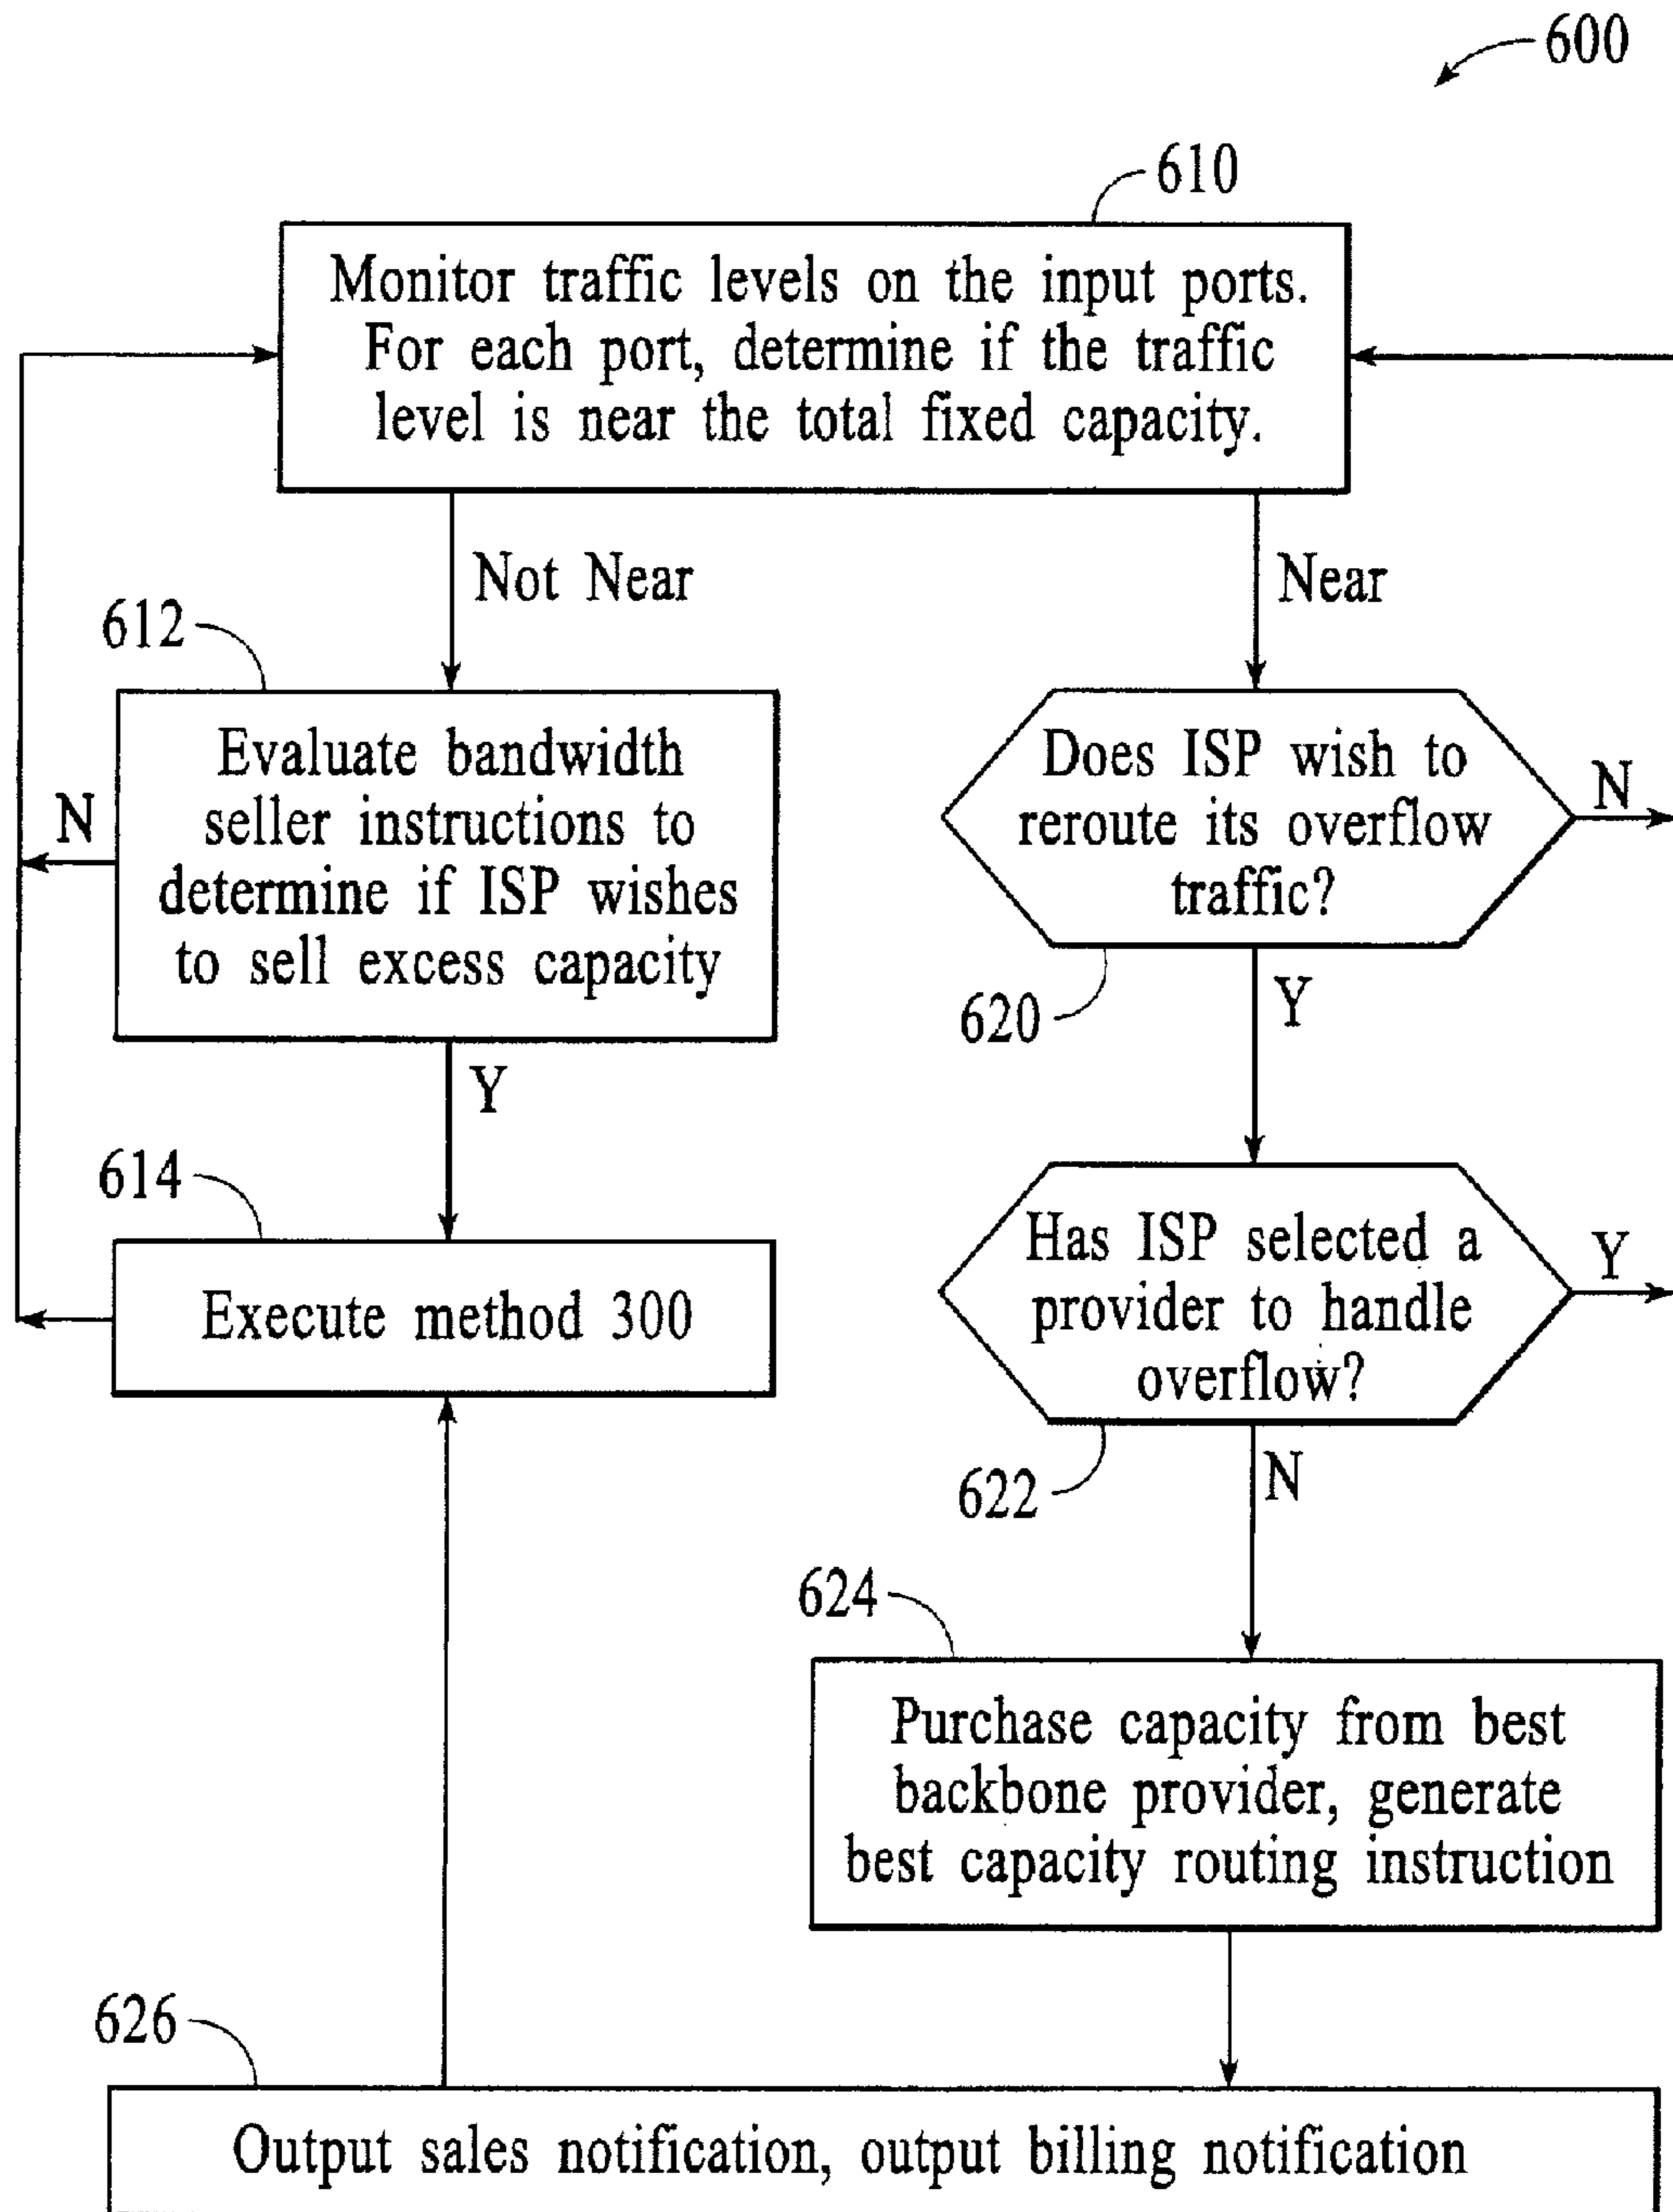 600
610
Monitor traffic levels on the input ports.
For each port, determine if the traffic
level is near the total fixed capacity.
Not Near
Near
612
Evaluate bandwidth
seller instructions to
determine if ISP wishes
to sell excess capacity
N
Y
Does ISP wish to
reroute its overflow
traffic?
N
620
Y
614
Execute method 300
Has ISP selected a
provider to handle
overflow?
Y
622
N
624
Purchase capacity from best
backbone provider, generate
best capacity routing instruction
626
Output sales notification, output billing notification